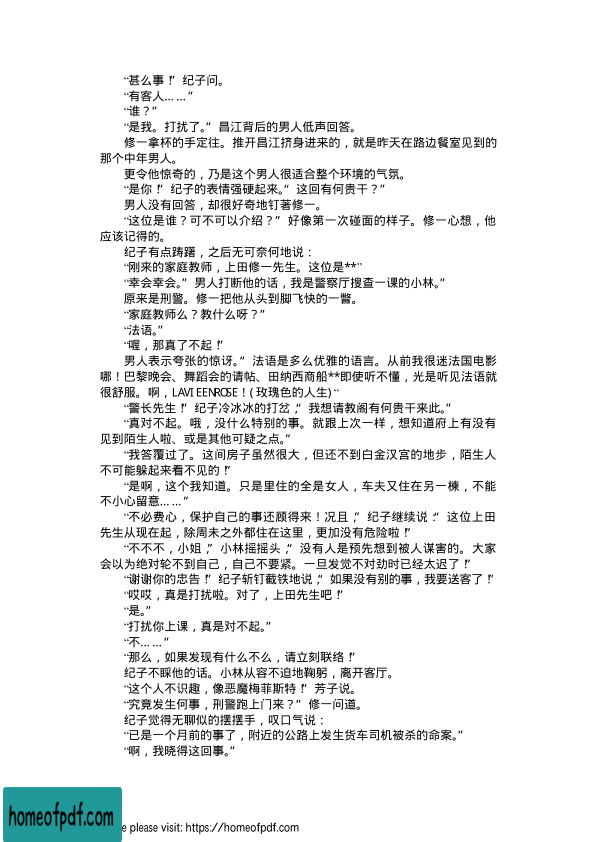 “甚么事！”纪子问。
“有客人……”
“谁？”
“是我。打扰了。”昌江背后的男人低声回答。
修一拿杯的手定往。推开昌江挤身进来的，就是昨天在路边餐室见到的
那个中年男人。
更令他惊奇的，乃是这个男人很适合整个环境的气氛。
“是你！”纪子的表情强硬起来。“这回有何贵干？”
男人没有回答，却很好奇地钉著修一。
“这位是谁？可不可以介绍？”好像第一次碰面的样子。修一心想，他
应该记得的。
纪子有点踌躇，之后无可奈何地说：
“刚来的家庭教师，上田修一先生。这位是**”
“幸会幸会。”男人打断他的话，我是警察厅搜查一课的小林。”
原来是刑警。修一把他从头到脚飞快的一瞥。
“家庭教师么？教什么呀？”
“法语。”
“喔，那真了不起！”
男人表示夸张的惊讶。“法语是多么优雅的语言。从前我很迷法国电影
哪！巴黎晚会、舞蹈会的请帖、田纳西商船**即使听不懂，光是听见法语就
很舒服。啊，LAVIEENROSE！(玫瑰色的人生)“
“警长先生！”纪子冷冰冰的打岔，“我想请教阁有何贵干来此。”
“真对不起。哦，没什么特别的事。就跟上次一样，想知道府上有没有
见到陌生人啦、或是其他可疑之点。”
“我答覆过了。这间房子虽然很大，但还不到白金汉宫的地步，陌生人
不可能躲起来看不见的！”
“是啊，这个我知道。只是里住的全是女人，车夫又住在另一楝，不能
不小心留意……”
“不必费心，保护自己的事还顾得来！况且，”纪子继续说：“这位上田
先生从现在起，除周未之外都住在这里，更加没有危险啦！”
“不不不，小姐，”小林摇摇头，“没有人是预先想到被人谋害的。大家
会以为绝对轮不到自己，自己不要紧。一旦发觉不对劲时已经太迟了！”
“谢谢你的忠告！”纪子斩钉截铁地说，“如果没有别的事，我要送客了！”
“哎哎，真是打扰啦。对了，上田先生吧！”
“是。”
“打扰你上课，真是对不起。”
“不……”
“那么，如果发现有什么不么，请立刻联络！”
纪子不睬他的话。小林从容不迫地鞠躬，离开客厅。
“这个人不识趣，像恶魔梅菲斯特！”芳子说。
“究竟发生何事，刑警跑上门来？”修一问道。
纪子觉得无聊似的摆摆手，叹口气说：
“已是一个月前的事了，附近的公路上发生货车司机被杀的命案。”
“啊，我晓得这回事。”
homeofpdf.com
e please visit: https://homeofpdf.com